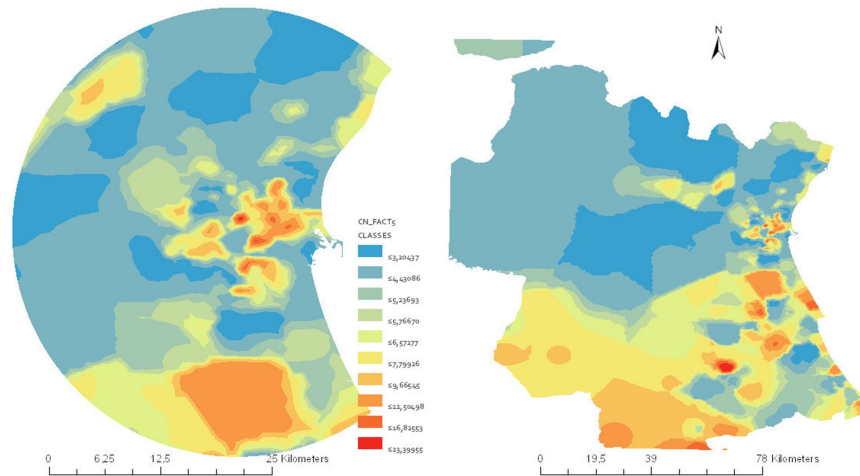 N
CN_FACT5
CLASSES
≤3,20437
≤4,43086
≤5,23693
≤5,76670
≤6,57277
≤7,79926
≤9,66545
≤12,50498
≤16,82553
≤23,39955
0 6,25 12,5 25 Kilometers
0 19,5 39 78 Kilometers